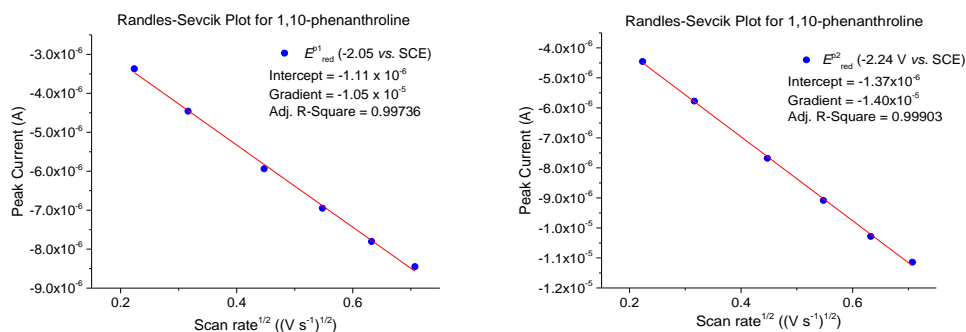 Randles-Sevcik Plot for 1,10-phenanthroline
E^p1_red (-2.05 vs. SCE)
Intercept = -1.11 x 10^-6
Gradient = -1.05 x 10^-5
Adj. R-Square = 0.99736
Peak Current (A)
-3.0x10^-6
-4.0x10^-6
-5.0x10^-6
-6.0x10^-6
-7.0x10^-6
-8.0x10^-6
-9.0x10^-6
0.2 0.4 0.6
Scan rate^1/2 ((V s^-1)^1/2)
Randles-Sevcik Plot for 1,10-phenanthroline
E^p2_red (-2.24 V vs. SCE)
Intercept = -1.37x10^-6
Gradient = -1.40x10^-5
Adj. R-Square = 0.99903
Peak Current (A)
-4.0x10^-6
-5.0x10^-6
-6.0x10^-6
-7.0x10^-6
-8.0x10^-6
-9.0x10^-6
-1.0x10^-5
-1.1x10^-5
-1.2x10^-5
0.2 0.4 0.6
Scan rate^1/2 ((V s^-1)^1/2)